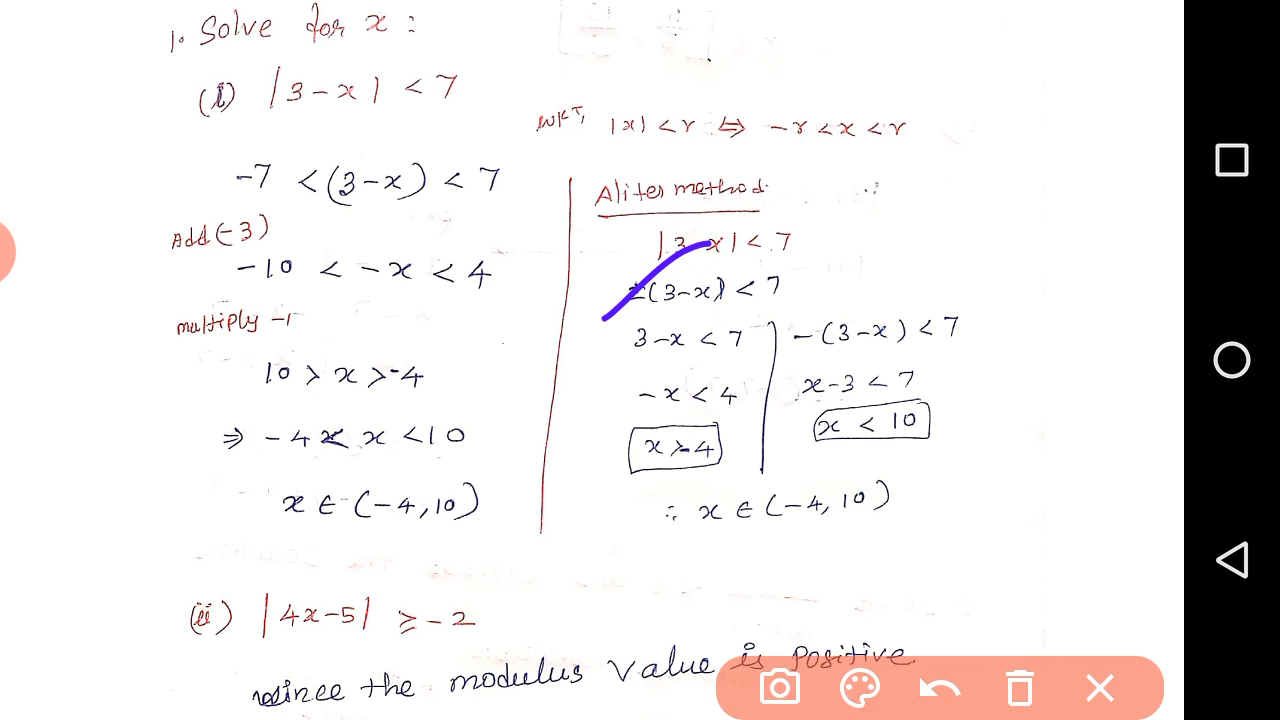 1. Solve for x :
(i) |3-x| < 7
WKT, |x| < r ⇔ -r < x < r
-7 < (3-x) < 7
Add (-3)
-10 < -x < 4
multiply -1
10 > x > -4
⇒ -4 < x < 10
x ∈ (-4, 10)
Aliter method
|3-x| < 7
±(3-x) < 7
3-x < 7
-x < 4
x > -4
-(3-x) < 7
x-3 < 7
x < 10
∴ x ∈ (-4, 10)
(ii) |4x-5| ≥ -2
since the modulus value is positive